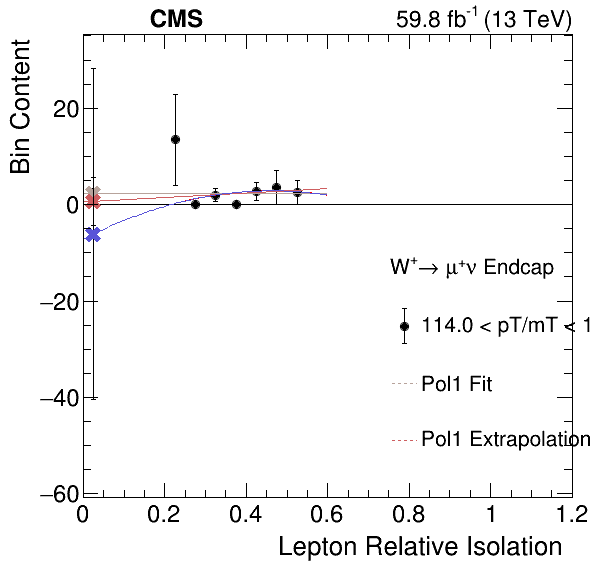 CMS 59.8 fb⁻¹ (13 TeV)
Bin Content
20
0
−20
−40
−60
W⁺→ μ⁺ν Endcap
114.0 < pT/mT < 1
Pol1 Fit
Pol1 Extrapolation
0 0.2 0.4 0.6 0.8 1 1.2
Lepton Relative Isolation